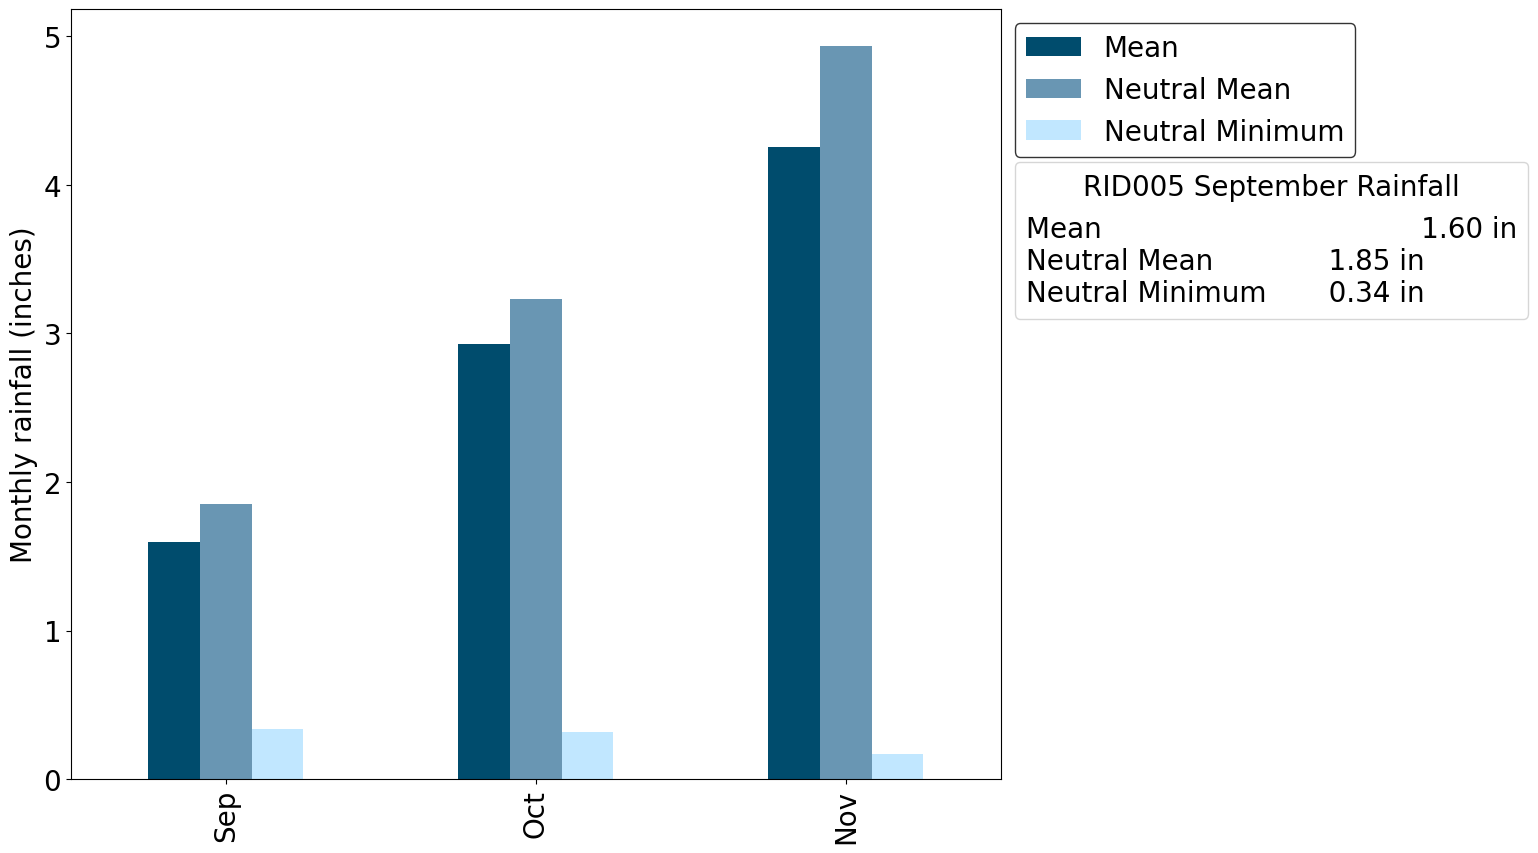 5
4
3
2
1
0
Monthly rainfall (inches)
Sep
Oct
Nov
Mean
Neutral Mean
Neutral Minimum
RID005 September Rainfall
Mean 1.60 in
Neutral Mean 1.85 in
Neutral Minimum 0.34 in